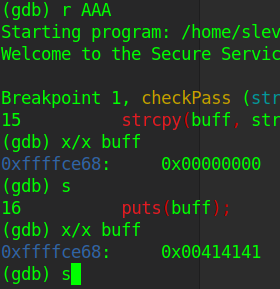 (gdb) r AAA
Starting program: /home/slev
Welcome to the Secure Servic
Breakpoint 1, checkPass (str
15 strcpy(buff, str
(gdb) x/x buff
0xffffce68: 0x00000000
(gdb) s
16 puts(buff);
(gdb) x/x buff
0xffffce68: 0x00414141
(gdb) s